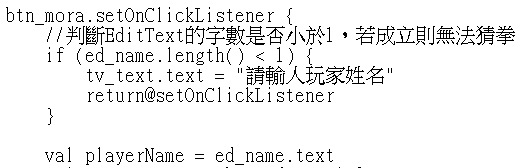 btn_mora.setOnClickListener {
    //判斷EditText的字數是否小於1，若成立則無法猜拳
    if (ed_name.length() < 1) {
        tv_text.text = "請輸人玩家姓名"
        return@setOnClickListener
    }

    val playerName = ed_name.text